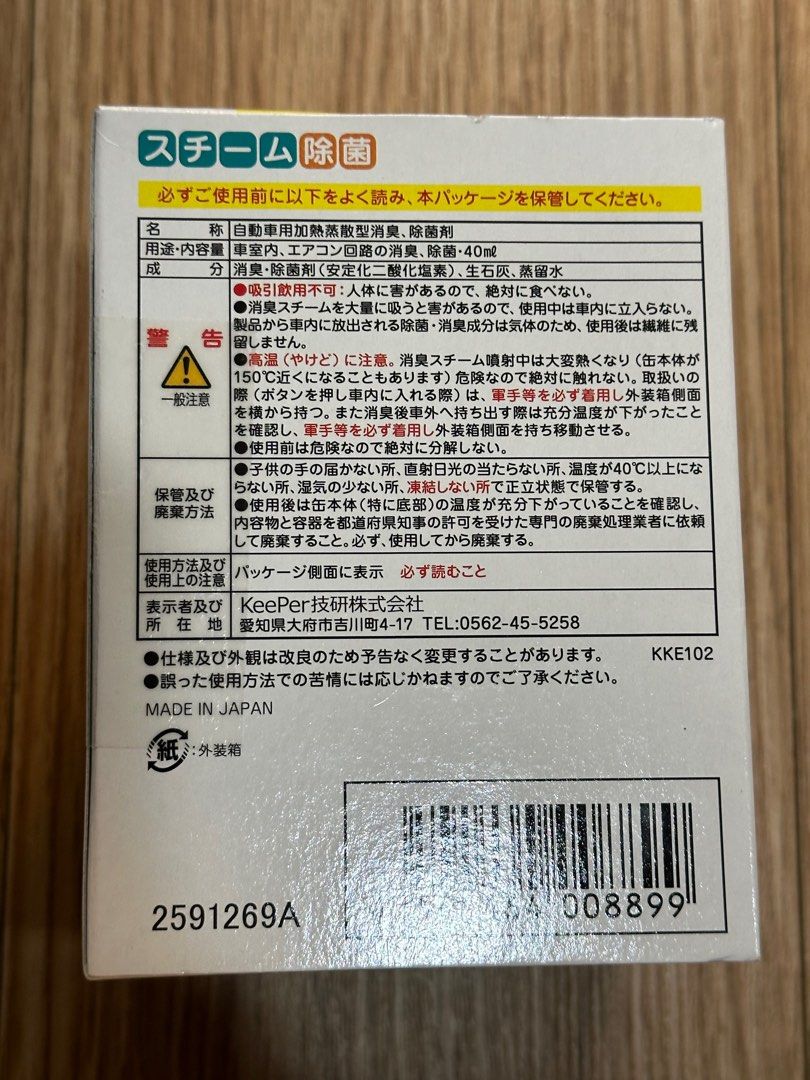 スチーム除菌
必ずご使用前に以下をよく読み、本パッケージを保管してください。
名称 自動車用加熱蒸散型消臭、除菌剤
用途・内容量 車室内、エアコン回路の消臭、除菌・40㎖
成分 消臭・除菌剤（安定化二酸化塩素）、生石灰、蒸留水
警告
一般注意
●吸引飲用不可：人体に害があるので、絶対に食べない。
●消臭スチームを大量に吸うと害があるので、使用中は車内に立入らない。
製品から車内に放出される除菌・消臭成分は気体のため、使用後は繊維に残
留しません。
●高温（やけど）に注意。消臭スチーム噴射中は大変熱くなり（缶本体が
150℃近くになることもあります）危険なので絶対に触れない。取扱いの
際（ボタンを押し車内に入れる際）は、軍手等を必ず着用し外装箱側面
を横から持つ。また消臭後車外へ持ち出す際は充分温度が下がったこと
を確認し、軍手等を必ず着用し外装箱側面を持ち移動させる。
●使用前は危険なので絶対に分解しない。
保管及び
廃棄方法
●子供の手の届かない所、直射日光の当たらない所、温度が40℃以上にな
らない所、湿気の少ない所、凍結しない所で正立状態で保管する。
●使用後は缶本体（特に底部）の温度が充分下がっていることを確認し、
内容物と容器を都道府県知事の許可を受けた専門の廃棄処理業者に依頼
して廃棄すること。必ず、使用してから廃棄する。
使用方法及び
使用上の注意
パッケージ側面に表示 必ず読むこと
表示者及び
所在地
KeePer技研株式会社
愛知県大府市吉川町4-17 TEL:0562-45-5258
●仕様及び外観は改良のため予告なく変更することがあります。 KKE102
●誤った使用方法での苦情には応じかねますのでご了承ください。
MADE IN JAPAN
紙：外装箱
008899
2591269A